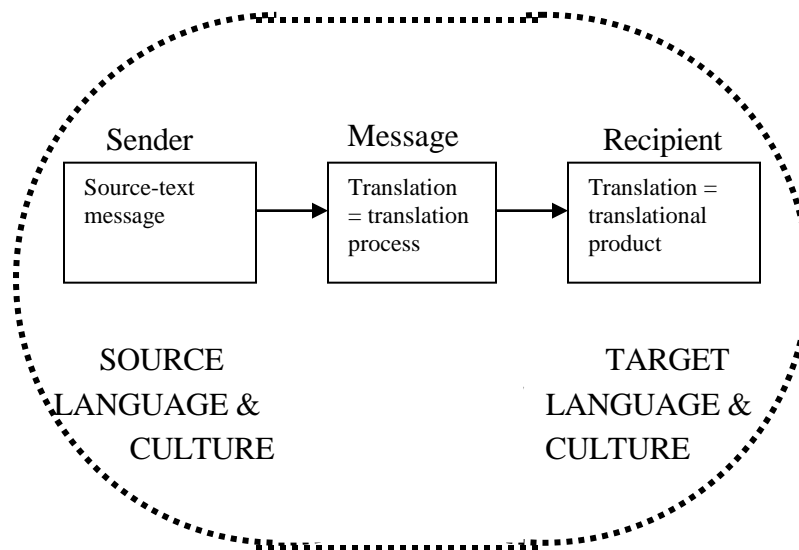 Sender
Message
Recipient
Source-text
message
Translation
= translation
process
Translation =
translational
product
SOURCE
LANGUAGE &
CULTURE
TARGET
LANGUAGE &
CULTURE